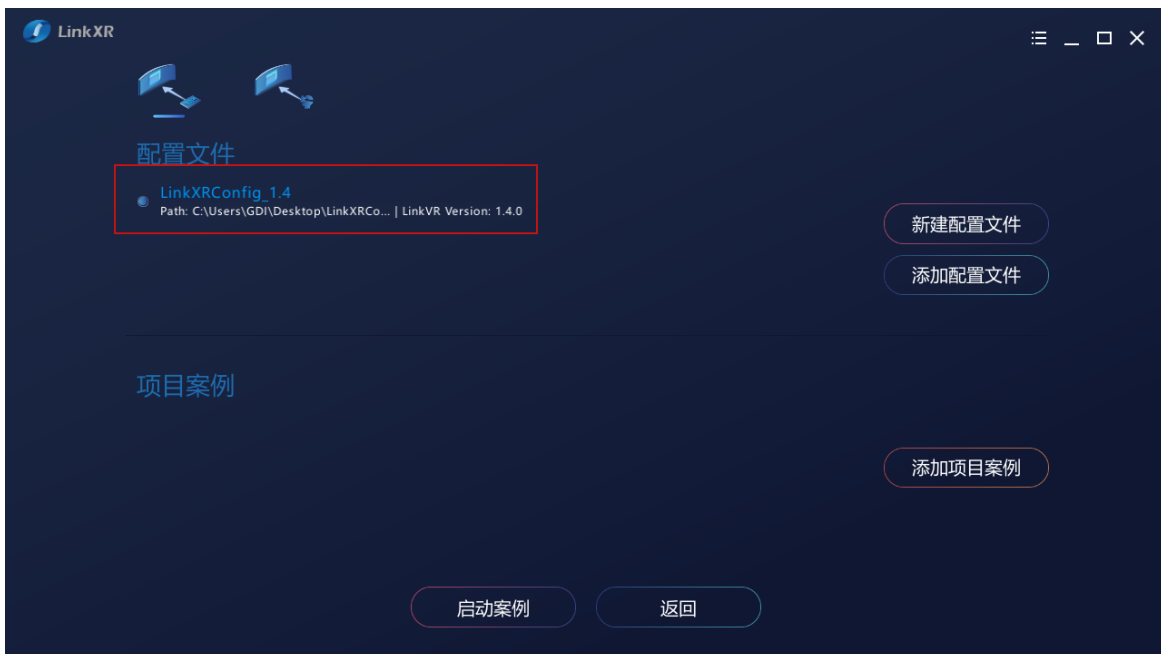 LinkXR
配置文件
LinkXRConfig_1.4
Path: C:\Users\GDI\Desktop\LinkXRCo... | LinkVR Version: 1.4.0
新建配置文件
添加配置文件
项目案例
添加项目案例
启动案例
返回